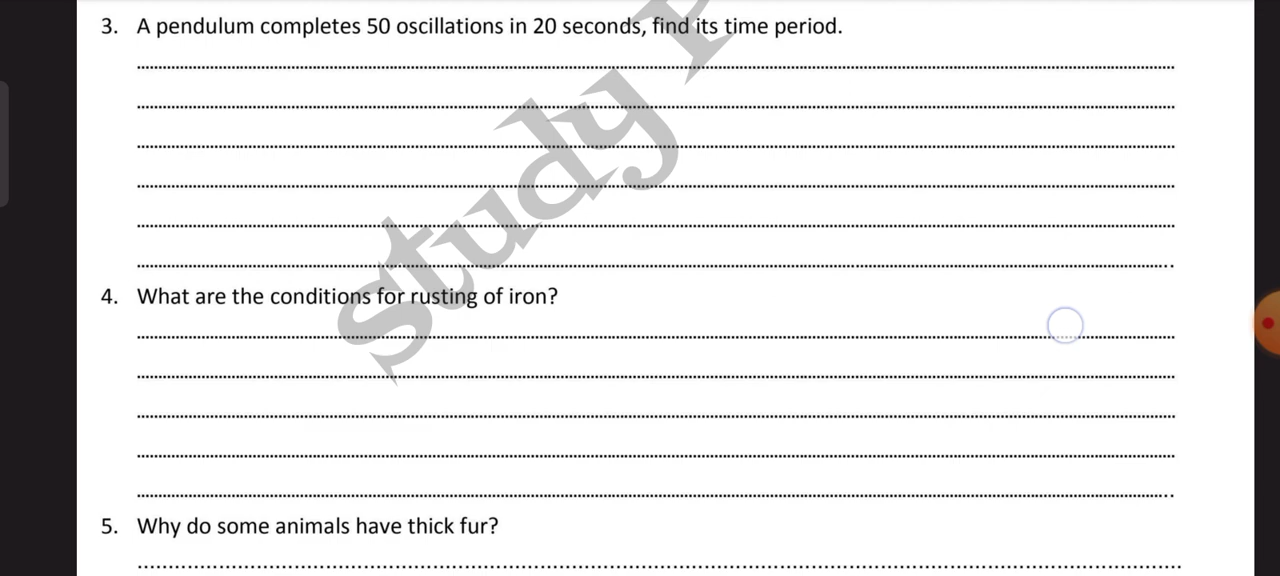 3. A pendulum completes 50 oscillations in 20 seconds, find its time period.
Study P
4. What are the conditions for rusting of iron?
5. Why do some animals have thick fur?